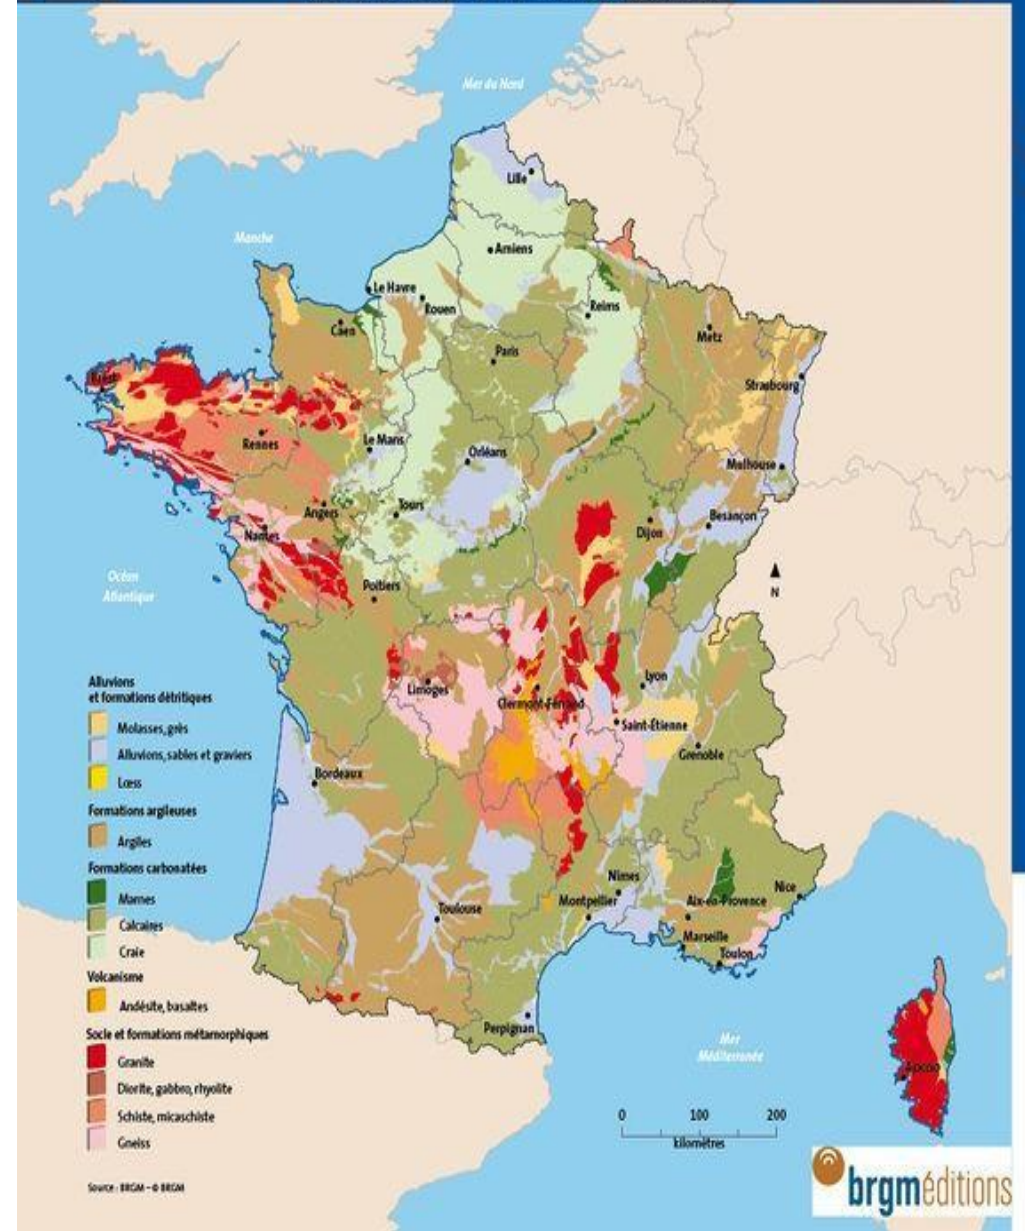 Mer du Nord
Lille
Manche
Amiens
Le Havre
Rouen
Reims
Caen
Metz
Paris
Strasbourg
Brest
Rennes
Le Mans
Orléans
Mulhouse
Angers
Tours
Besançon
Dijon
Nantes
Océan
Atlantique
Poitiers
N
Lyon
Limoges
Clermont-Ferrand
Saint-Étienne
Grenoble
Bordeaux
Nîmes
Nice
Montpellier
Aix-en-Provence
Toulouse
Marseille
Toulon
Perpignan
Mer
Méditerranée
Alluvions
et formations détritiques
Molasses, grès
Alluvions, sables et graviers
Lœss
Formations argileuses
Argiles
Formations carbonatées
Marnes
Calcaires
Craie
Volcanisme
Andésite, basaltes
Socle et formations métamorphiques
Granite
Diorite, gabbro, rhyolite
Schiste, micaschiste
Gneiss
0 100 200
kilomètres
Source : BRGM – © BRGM
brgméditions